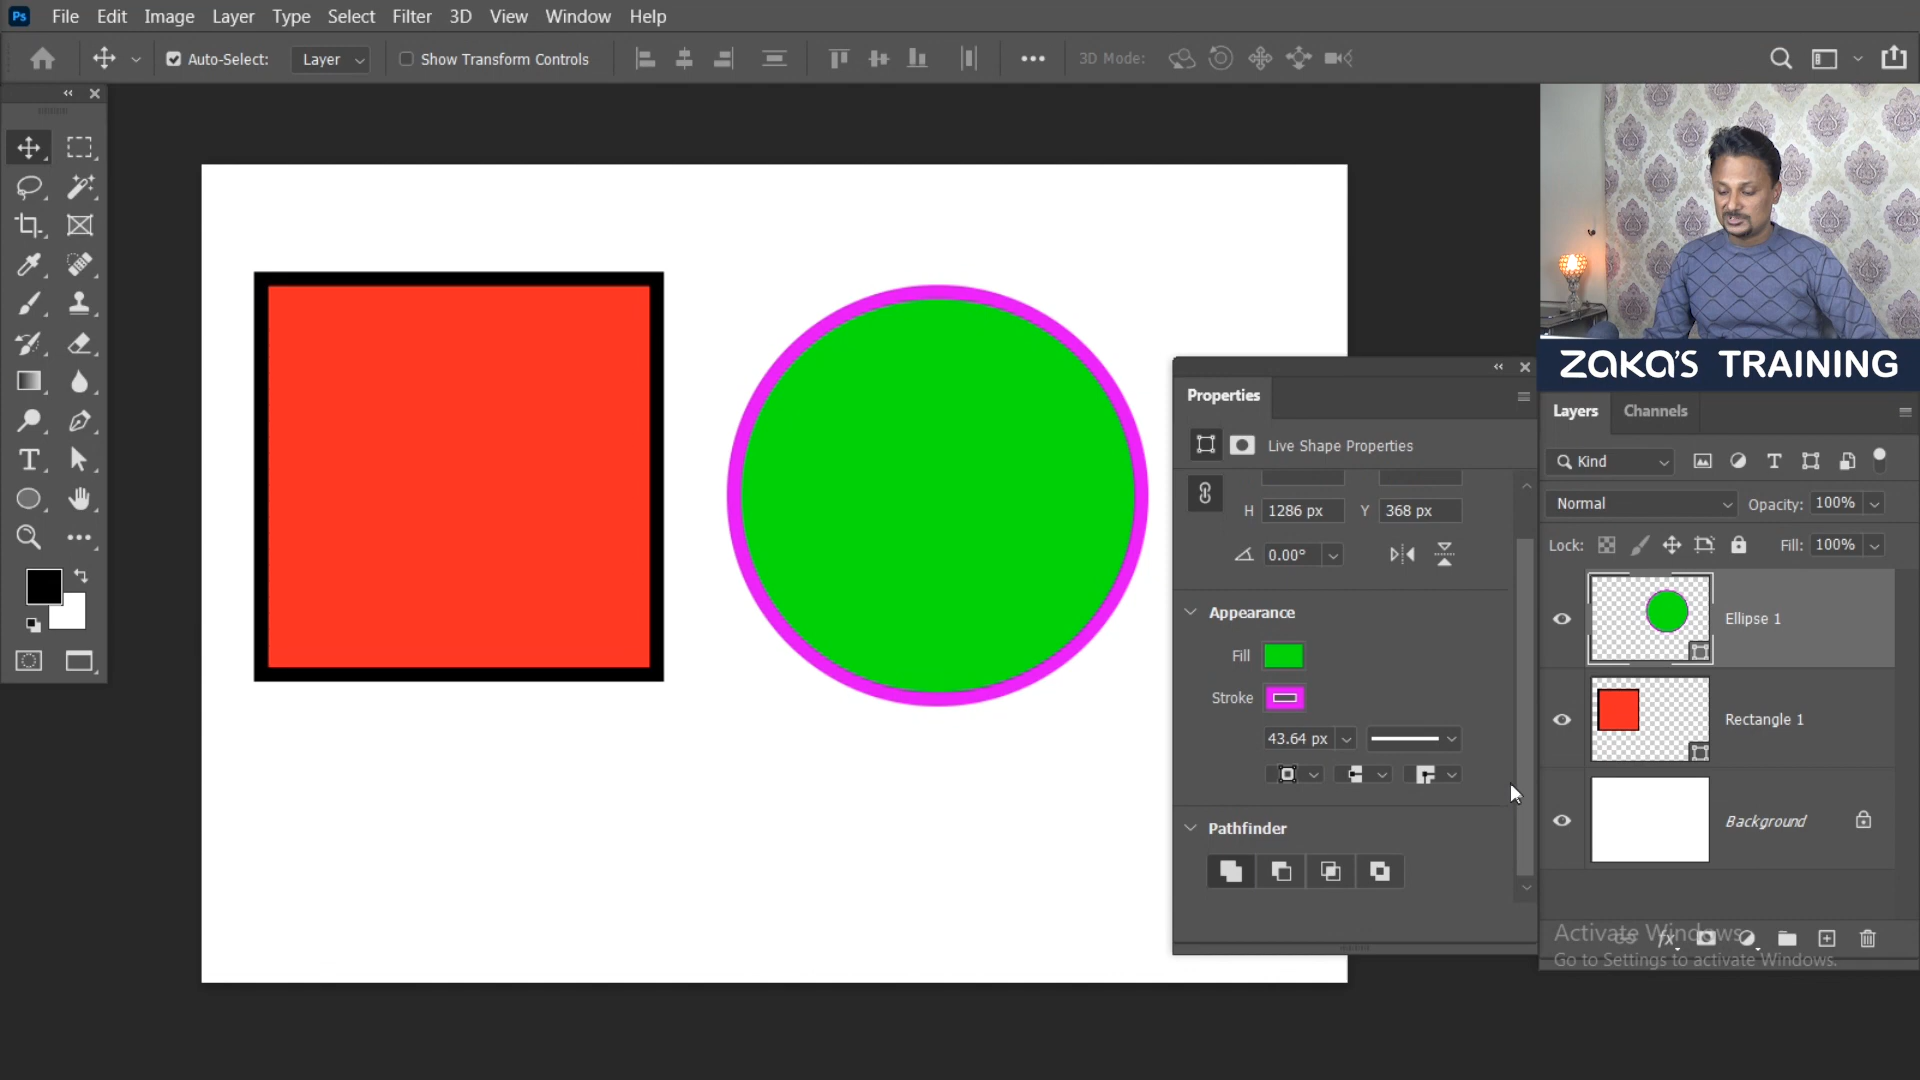 Ps File Edit Image Layer Type Select Filter 3D View Window Help
Auto-Select: Layer Show Transform Controls 3D Mode:
ZAKA'S TRAINING
Properties
Live Shape Properties
H 1286 px Y 368 px
0.00°
Appearance
Fill
Stroke
43.64 px
Pathfinder
Layers Channels
Kind
Normal Opacity: 100%
Lock: Fill: 100%
Ellipse 1
Rectangle 1
Background
Activate Windows
Go to Settings to activate Windows.